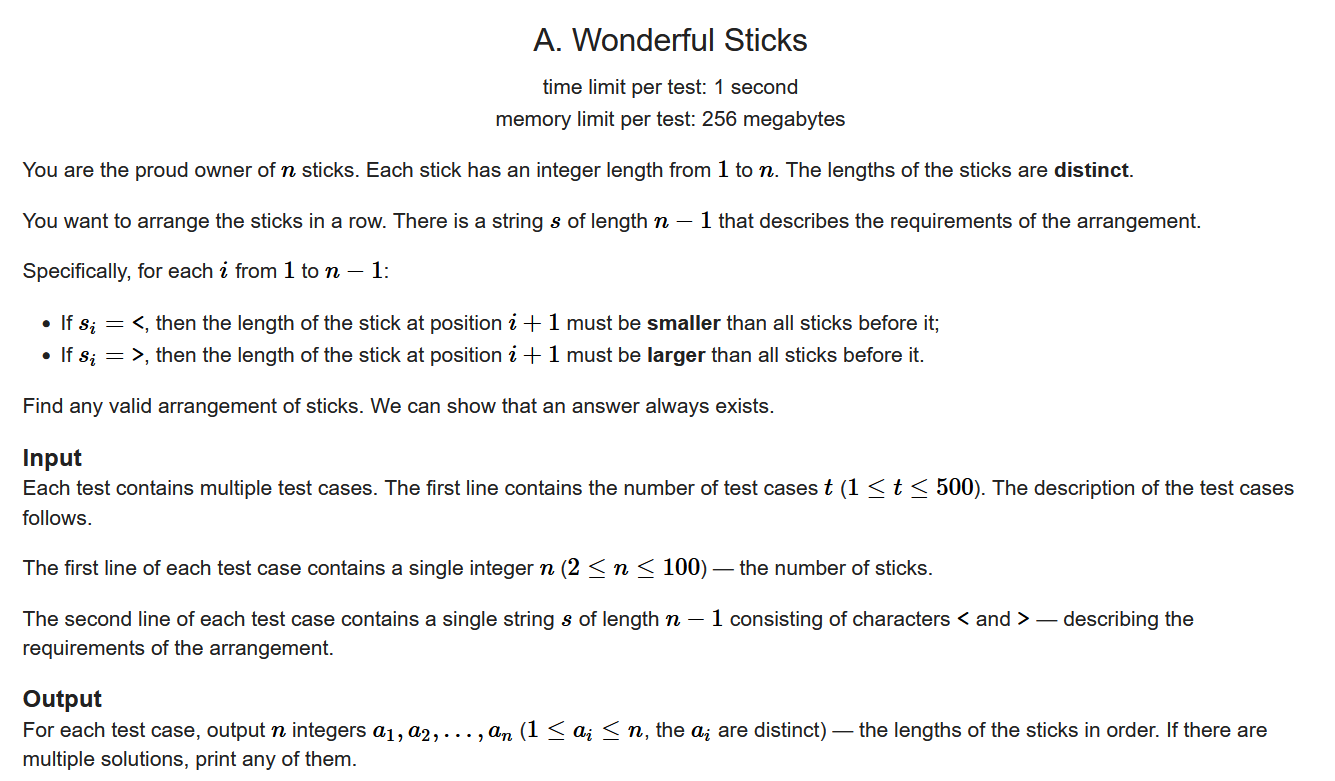 A. Wonderful Sticks
time limit per test: 1 second
memory limit per test: 256 megabytes
You are the proud owner of n sticks. Each stick has an integer length from 1 to n. The lengths of the sticks are distinct.
You want to arrange the sticks in a row. There is a string s of length n − 1 that describes the requirements of the arrangement.
Specifically, for each i from 1 to n − 1:
• If sᵢ = <, then the length of the stick at position i + 1 must be smaller than all sticks before it;
• If sᵢ = >, then the length of the stick at position i + 1 must be larger than all sticks before it.
Find any valid arrangement of sticks. We can show that an answer always exists.
Input
Each test contains multiple test cases. The first line contains the number of test cases t (1 ≤ t ≤ 500). The description of the test cases
follows.
The first line of each test case contains a single integer n (2 ≤ n ≤ 100) — the number of sticks.
The second line of each test case contains a single string s of length n − 1 consisting of characters < and > — describing the
requirements of the arrangement.
Output
For each test case, output n integers a₁, a₂, . . . , aₙ (1 ≤ aᵢ ≤ n, the aᵢ are distinct) — the lengths of the sticks in order. If there are
multiple solutions, print any of them.